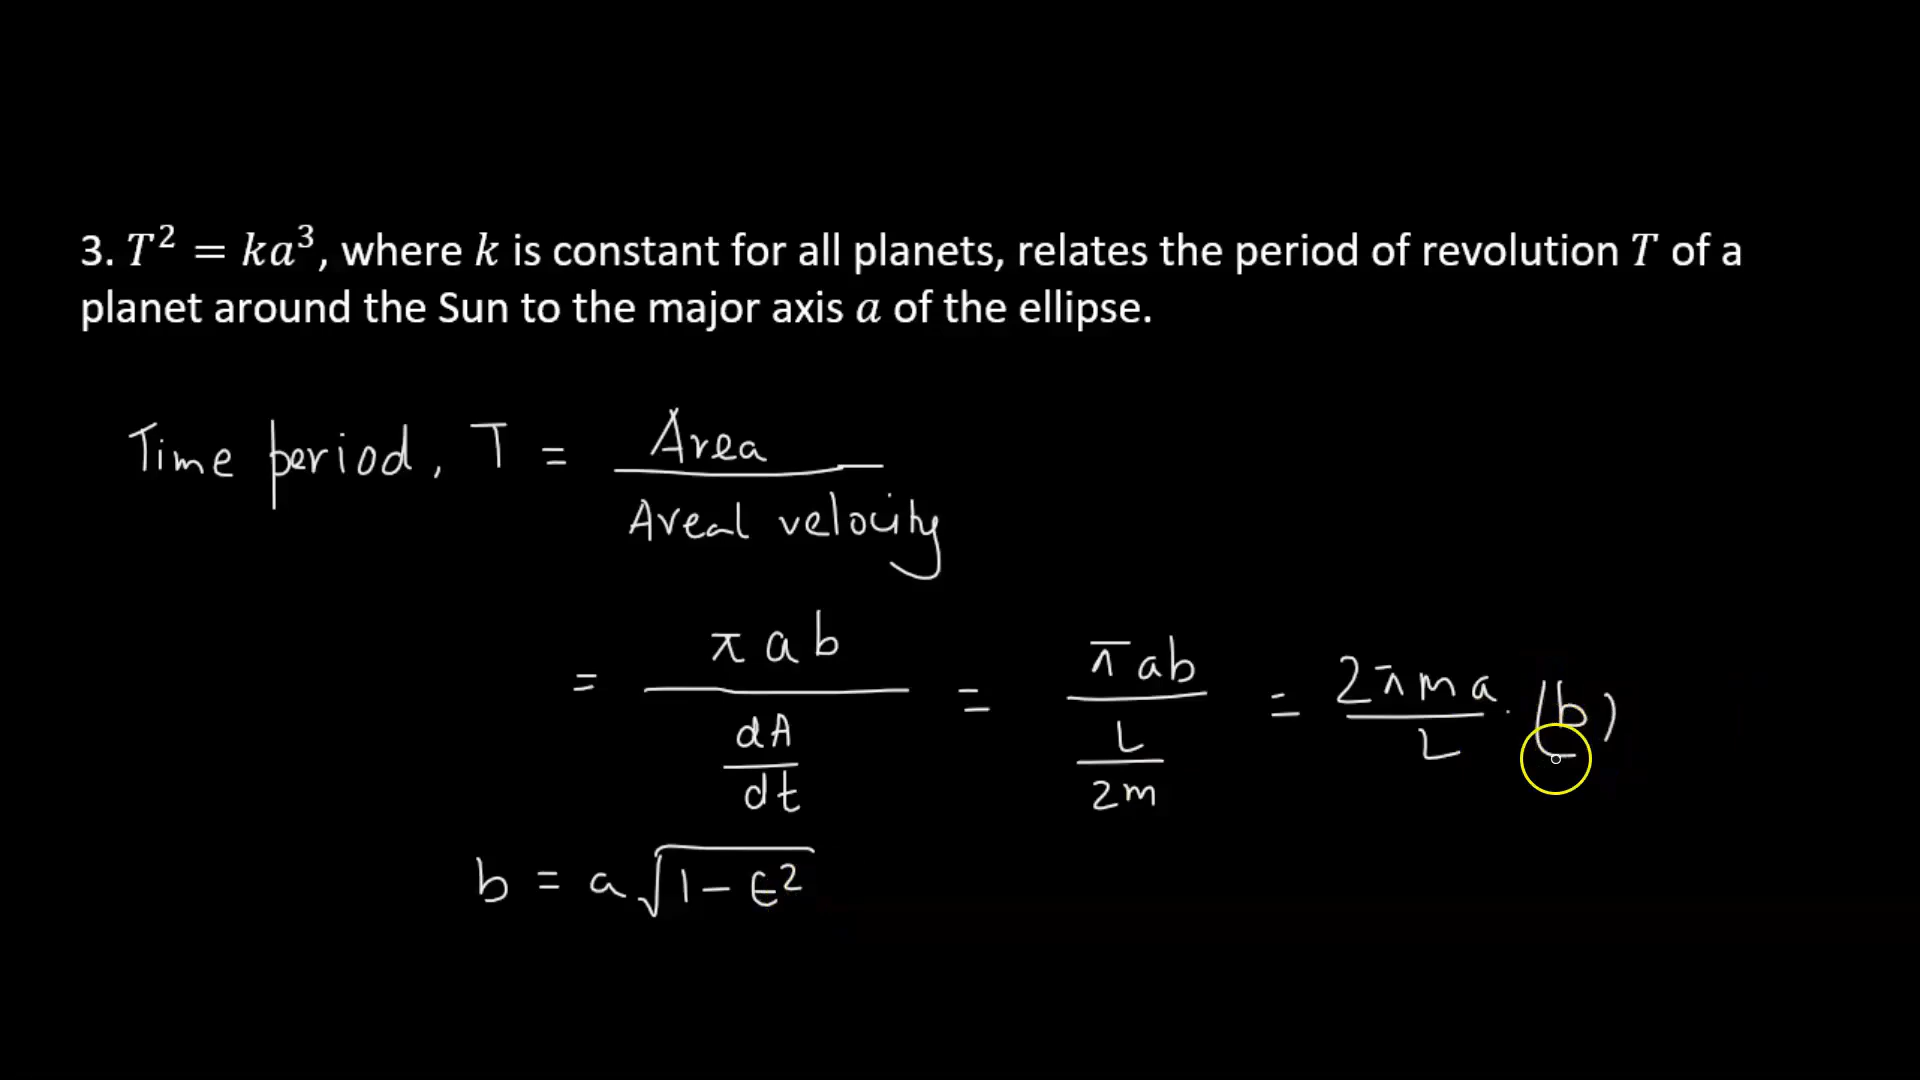 3. T² = ka³, where k is constant for all planets, relates the period of revolution T of a
planet around the Sun to the major axis a of the ellipse.
Time period, T = Area / Areal velocity
= πab / (dA/dt) = πab / (L/2m) = 2πma/L · (b)
b = a√(1-ϵ²)